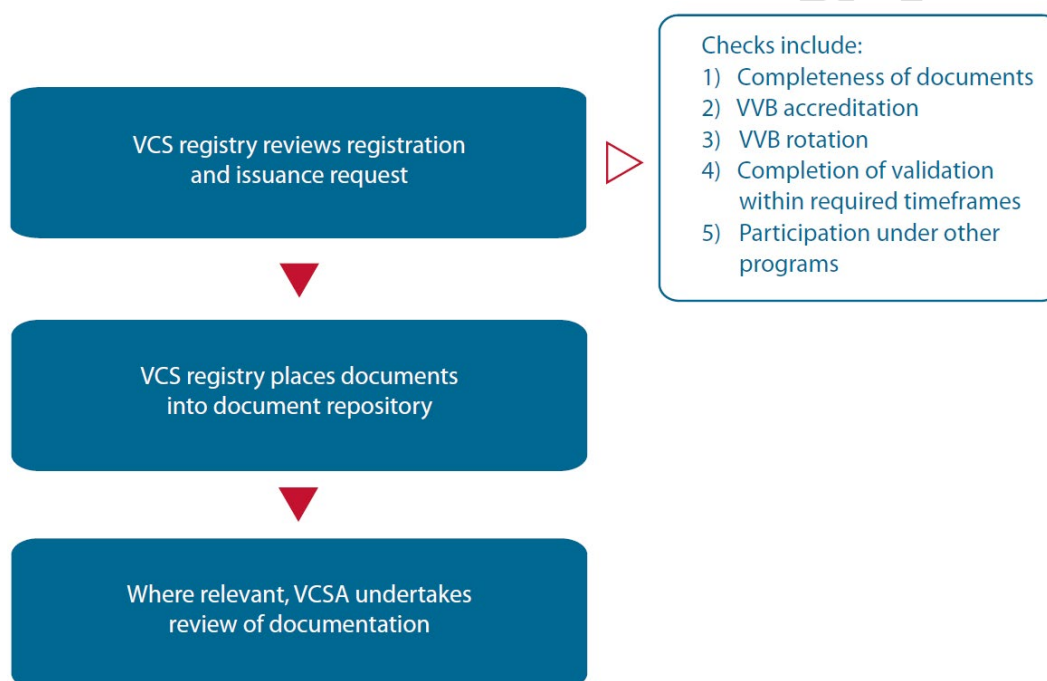 VCS registry reviews registration
and issuance request
Checks include:
1) Completeness of documents
2) VVB accreditation
3) VVB rotation
4) Completion of validation
within required timeframes
5) Participation under other
programs
VCS registry places documents
into document repository
Where relevant, VCSA undertakes
review of documentation